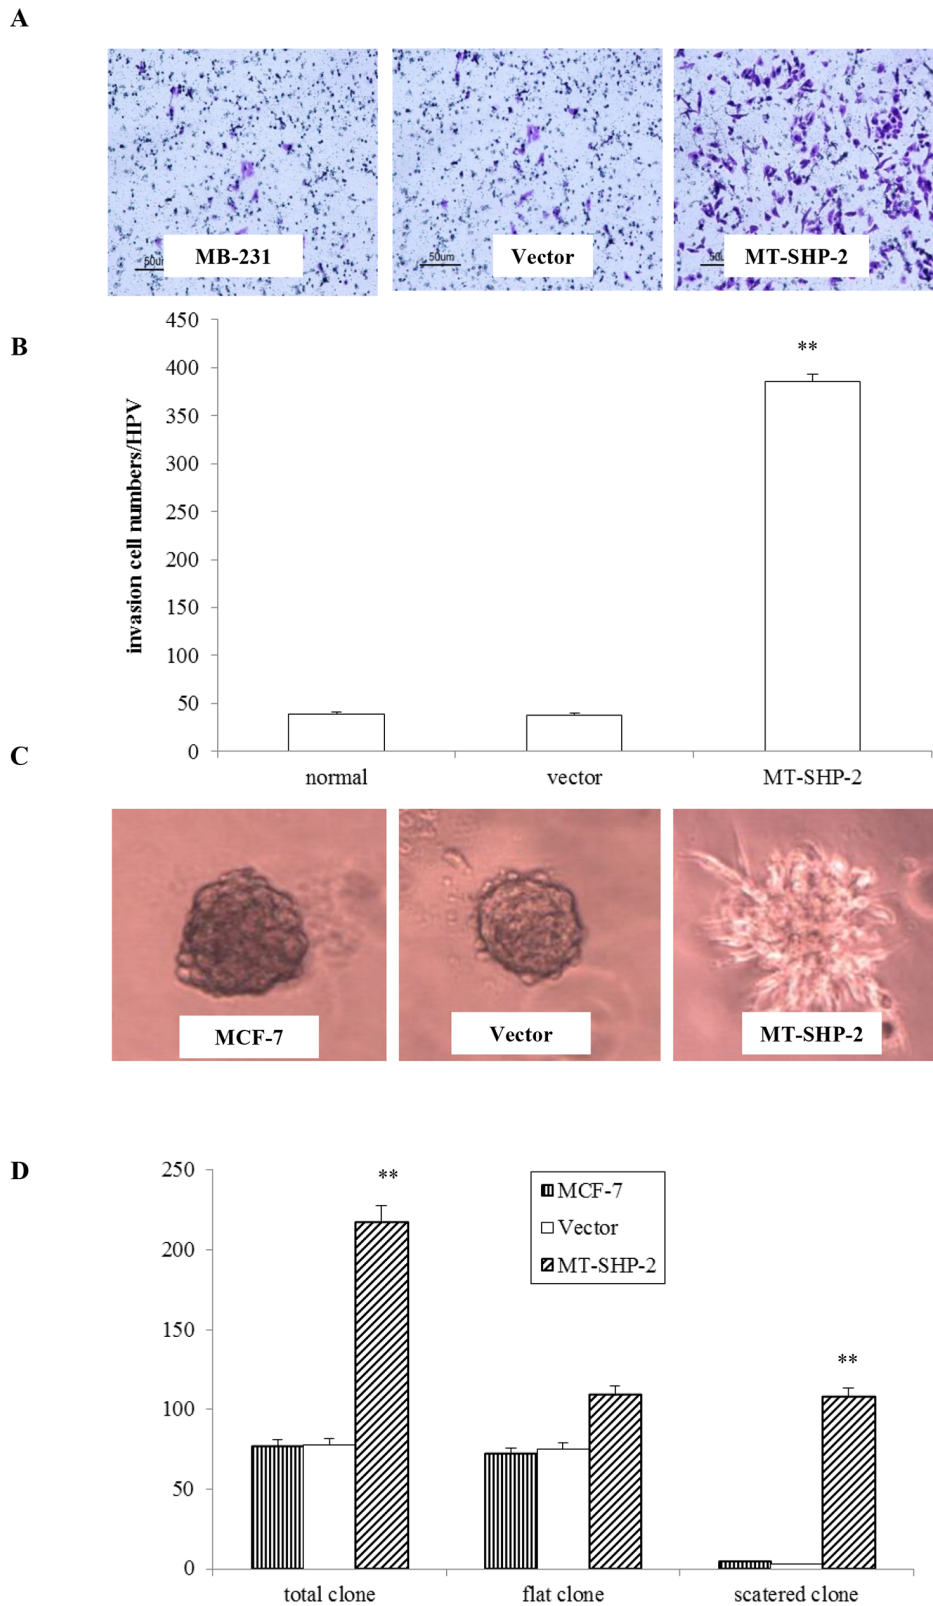 A
50um
MB-231
50um
Vector
50u
MT-SHP-2
B
450
400
350
300
250
200
150
100
50
0
invasion cell numbers/HPV
**
normal
vector
MT-SHP-2
C
MCF-7
Vector
MT-SHP-2
D
250
200
150
100
50
0
**
**
MCF-7
Vector
MT-SHP-2
total clone
flat clone
scatered clone